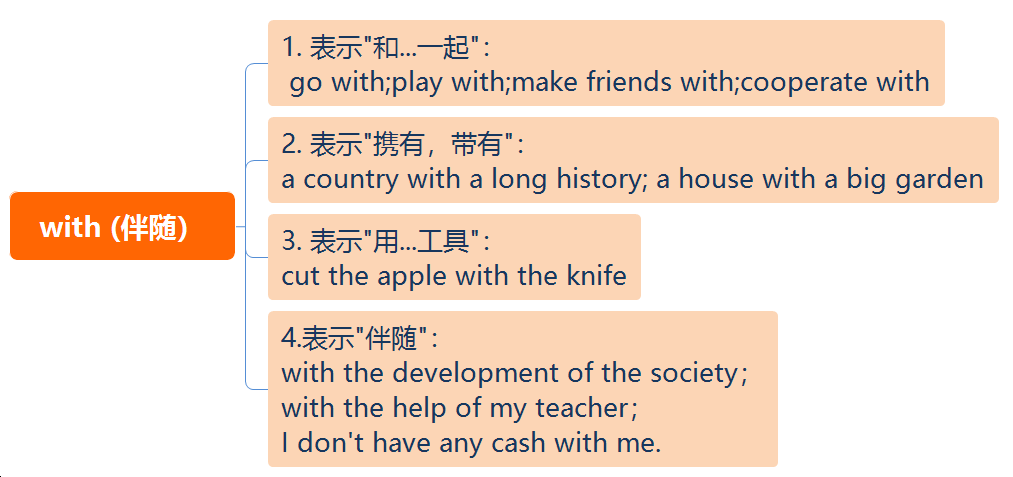 with (伴随)
1. 表示"和...一起"：
go with;play with;make friends with;cooperate with
2. 表示"携有，带有"：
a country with a long history; a house with a big garden
3. 表示"用...工具"：
cut the apple with the knife
4.表示"伴随"：
with the development of the society；
with the help of my teacher；
I don't have any cash with me.